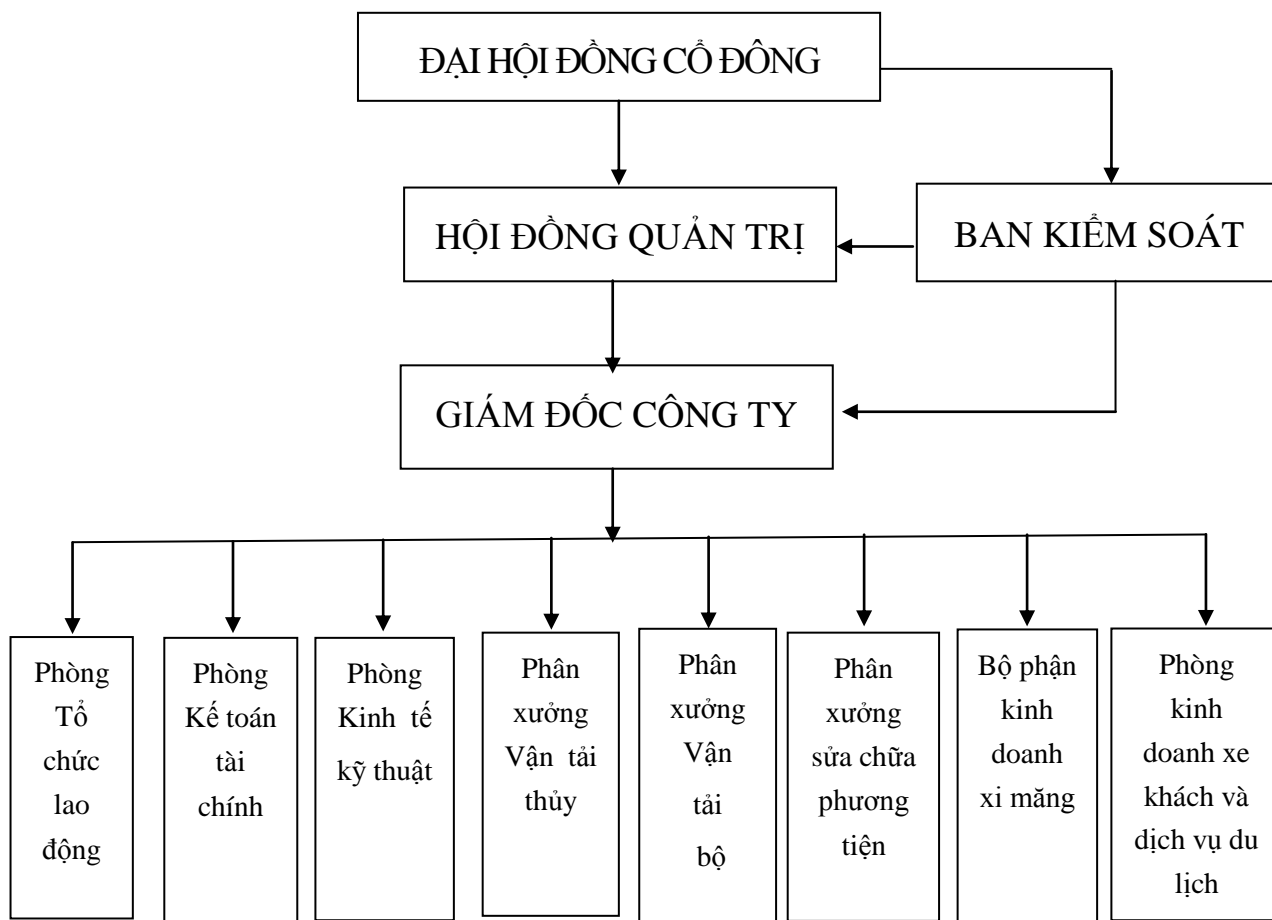 ĐẠI HỘI ĐỒNG CỔ ĐÔNG
HỘI ĐỒNG QUẢN TRỊ
BAN KIỂM SOÁT
GIÁM ĐỐC CÔNG TY
Phòng
Tổ
chức
lao
động
Phòng
Kế toán
tài
chính
Phòng
Kinh tế
kỹ thuật
Phân
xưởng
Vận tải
thủy
Phân
xưởng
Vận
tải
bộ
Phân
xưởng
sửa chữa
phương
tiện
Bộ phận
kinh
doanh
xi măng
Phòng
kinh
doanh xe
khách và
dịch vụ du
lịch